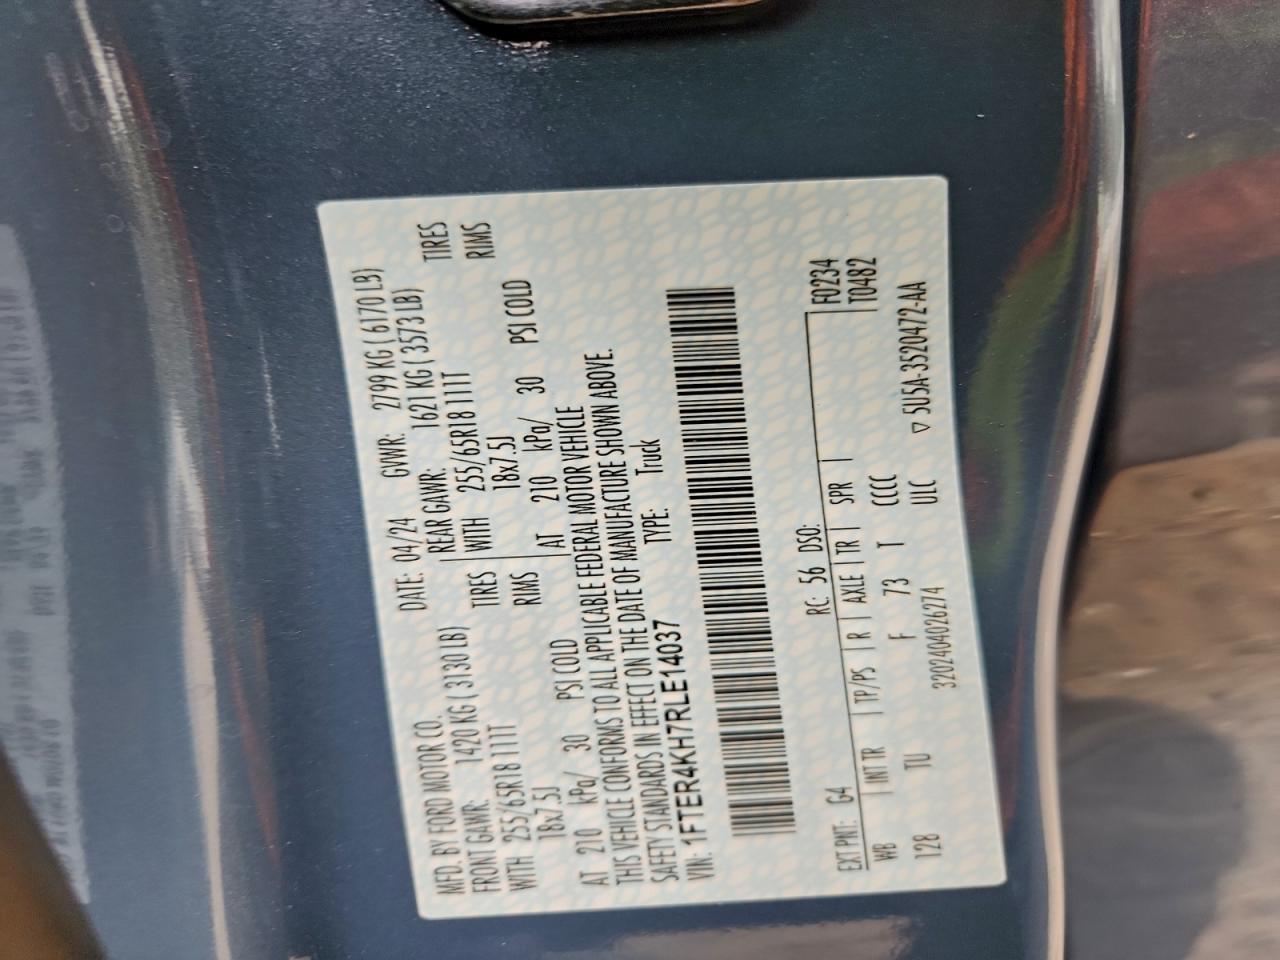 MFD. BY FORD MOTOR CO. DATE: 04/24 GVWR: 2799 KG ( 6170 LB)
FRONT GAWR: 1420 KG ( 3130 LB) REAR GAWR: 1621 KG ( 3573 LB)
WITH 255/65R18 111T TIRES WITH 255/65R18 111T TIRES
18x7.5J RIMS 18x7.5J RIMS
AT 210 kPa/ 30 PSI COLD AT 210 kPa/ 30 PSI COLD
THIS VEHICLE CONFORMS TO ALL APPLICABLE FEDERAL MOTOR VEHICLE
SAFETY STANDARDS IN EFFECT ON THE DATE OF MANUFACTURE SHOWN ABOVE.
VIN: 1FTER4KH7RLE14037 TYPE: Truck
EXT PNT: G4 RC: 56 DSO: F0234
WB INT TR TP/PS R AXLE TR SPR T0482
128 TU F 73 T CCCC
3202404026274 ULC ▽ 5U5A-3520472-AA